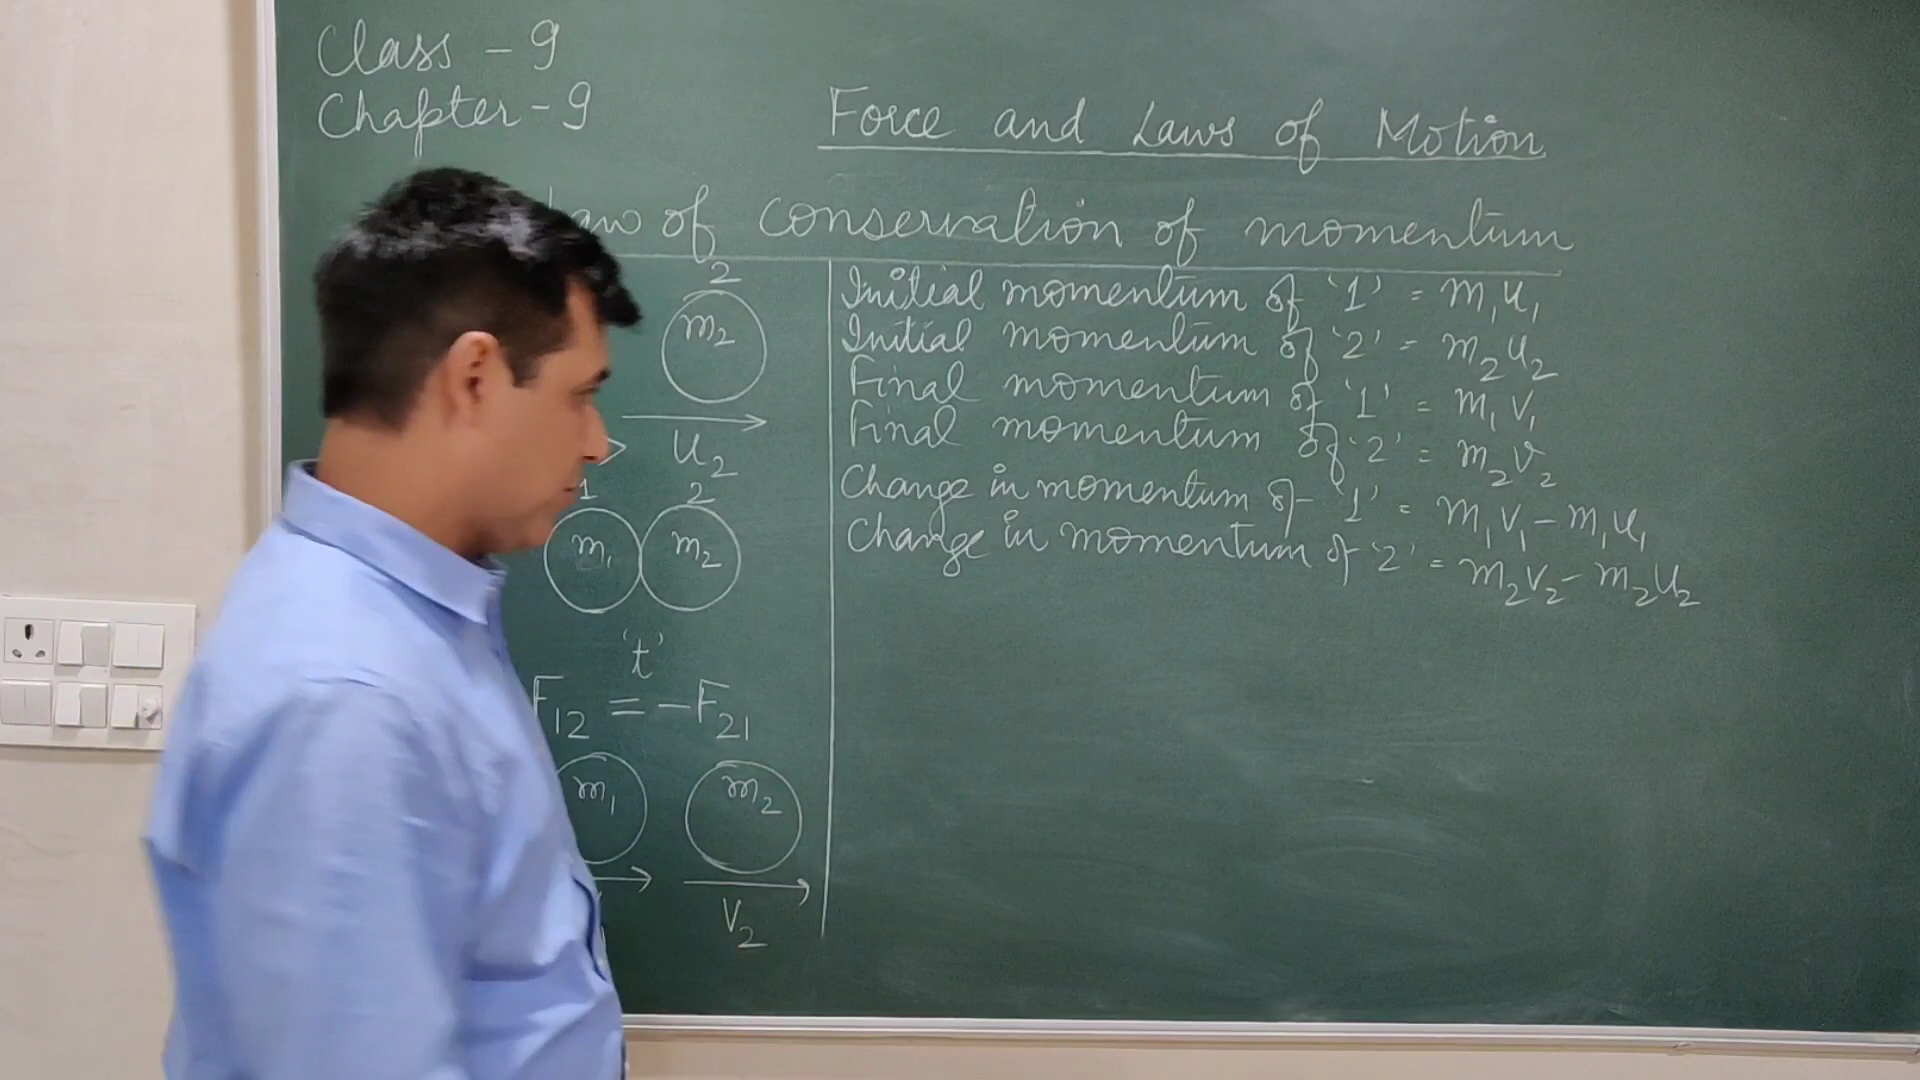 Class - 9
Chapter - 9
Force and Laws of Motion
Law of conservation of momentum
2
m₂
U₂
1 2
m₁ m₂
't'
F₁₂ = -F₂₁
m₁ m₂
V₂
Initial momentum of '1' = m₁u₁
Initial momentum of '2' = m₂u₂
Final momentum of '1' = m₁v₁
Final momentum of '2' = m₂v₂
Change in momentum of '1' = m₁v₁ - m₁u₁
Change in momentum of '2' = m₂v₂ - m₂u₂